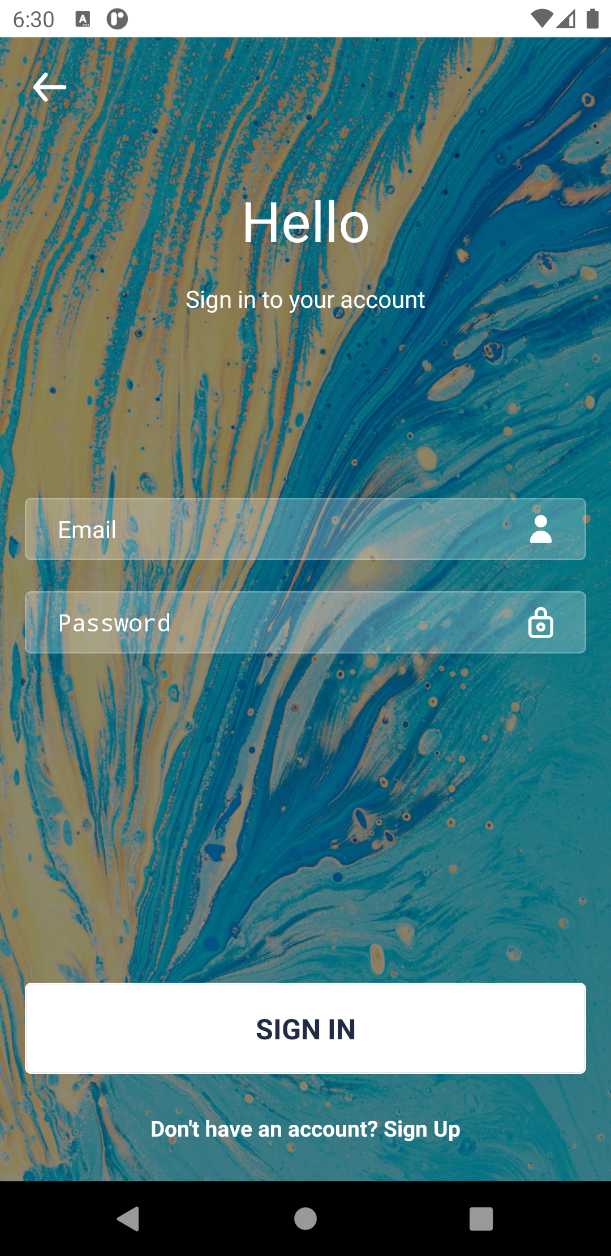 6:30
Hello
Sign in to your account
Email
Password
SIGN IN
Don't have an account? Sign Up